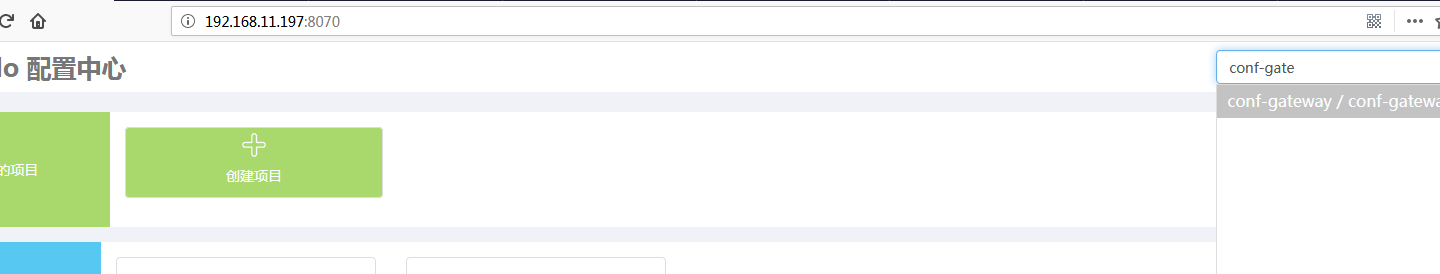 192.168.11.197:8070
lo 配置中心
conf-gate
conf-gateway / conf-gatewa
的项目
创建项目